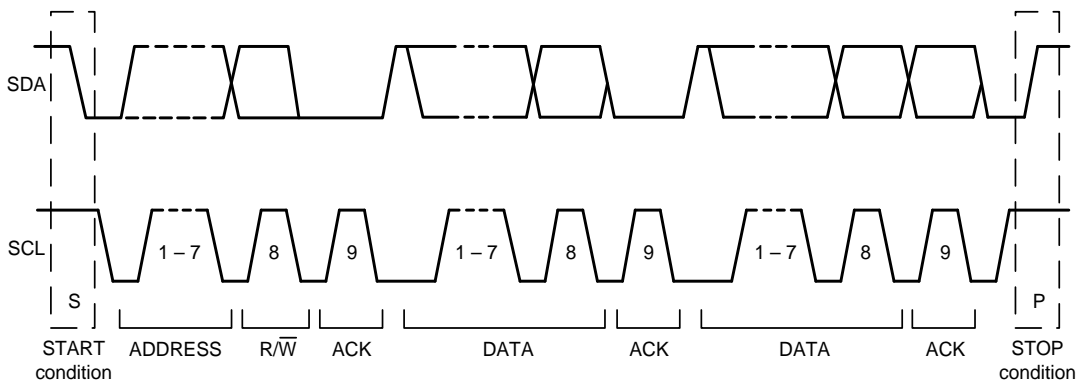 SDA
SCL
1 – 7
8
9
1 – 7
8
9
1 – 7
8
9
S
P
START
condition
ADDRESS
R/W̅
ACK
DATA
ACK
DATA
ACK
STOP
condition